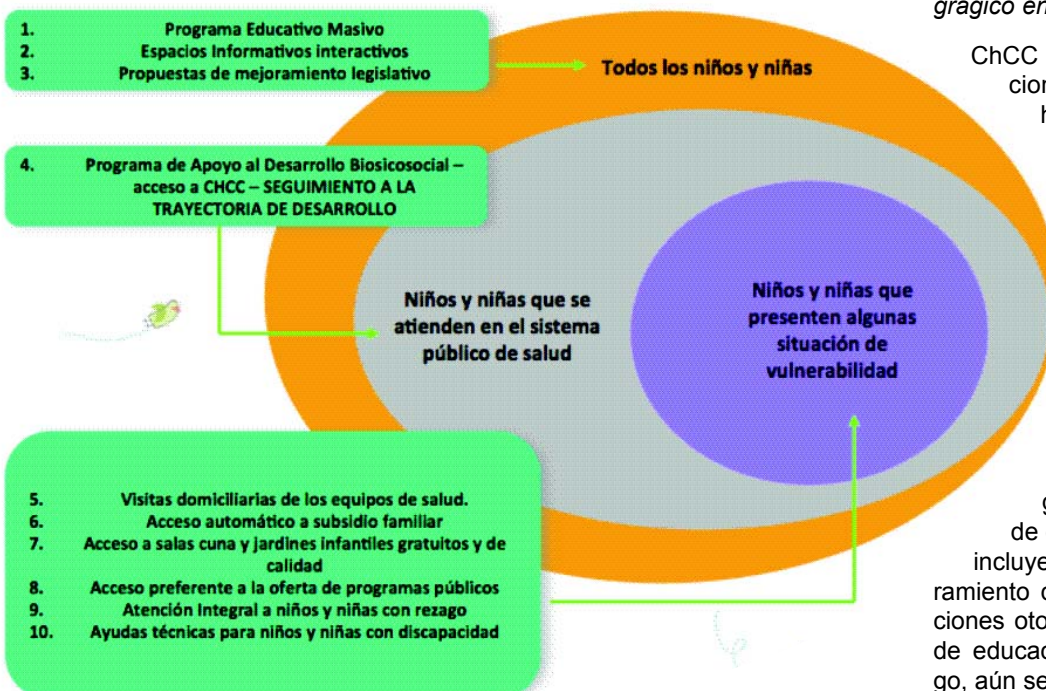 1. Programa Educativo Masivo
2. Espacios Informativos interactivos
3. Propuestas de mejoramiento legislativo
Todos los niños y niñas
4. Programa de Apoyo al Desarrollo Biosicosocial –
acceso a CHCC – SEGUIMIENTO A LA
TRAYECTORIA DE DESARROLLO
Niños y niñas que se
atienden en el sistema
público de salud
Niños y niñas que
presenten algunas
situación de
vulnerabilidad
5. Visitas domiciliarias de los equipos de salud.
6. Acceso automático a subsidio familiar
7. Acceso a salas cuna y jardines infantiles gratuitos y de
calidad
8. Acceso preferente a la oferta de programas públicos
9. Atención Integral a niños y niñas con rezago
10. Ayudas técnicas para niños y niñas con discapacidad
grágico en
ChCC
cion
h
g
de
incluye
ramiento
ciones oto
de educac
go, aún se